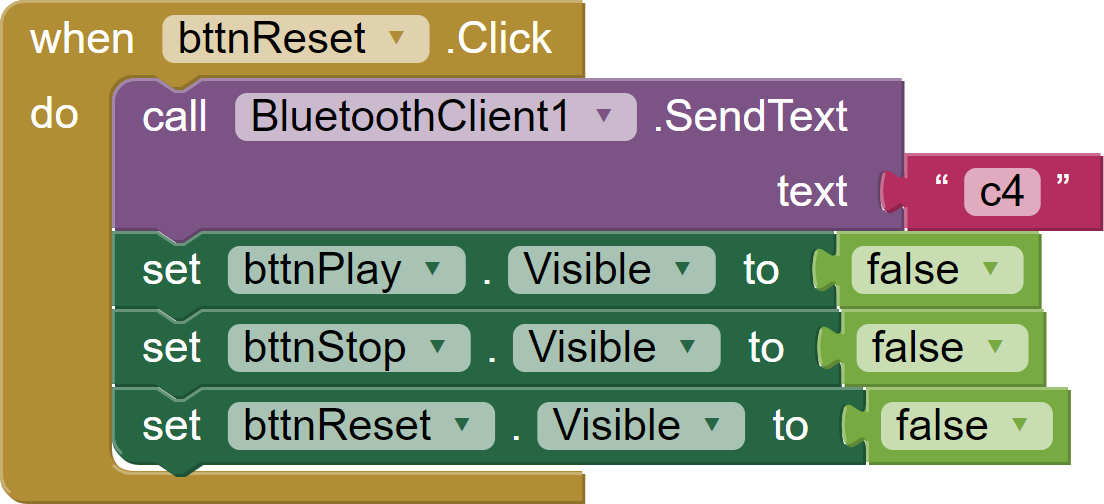 when bttnReset .Click
do call BluetoothClient1 .SendText
text “ c4 ”
set bttnPlay . Visible to false
set bttnStop . Visible to false
set bttnReset . Visible to false